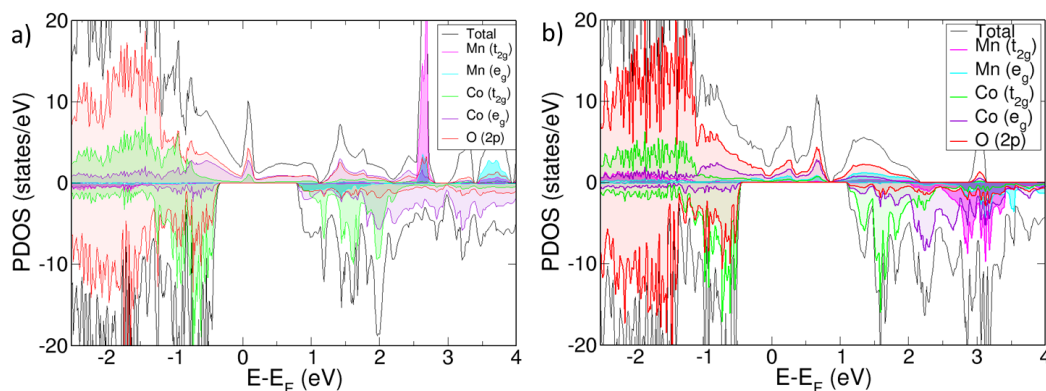 a)
PDOS (states/eV)
20
10
0
-10
-20
Total
Mn (t2g)
Mn (eg)
Co (t2g)
Co (eg)
O (2p)
-2 -1 0 1 2 3 4
E-EF (eV)
b)
PDOS (states/eV)
20
10
0
-10
-20
Total
Mn (t2g)
Mn (eg)
Co (t2g)
Co (eg)
O (2p)
-2 -1 0 1 2 3 4
E-EF (eV)